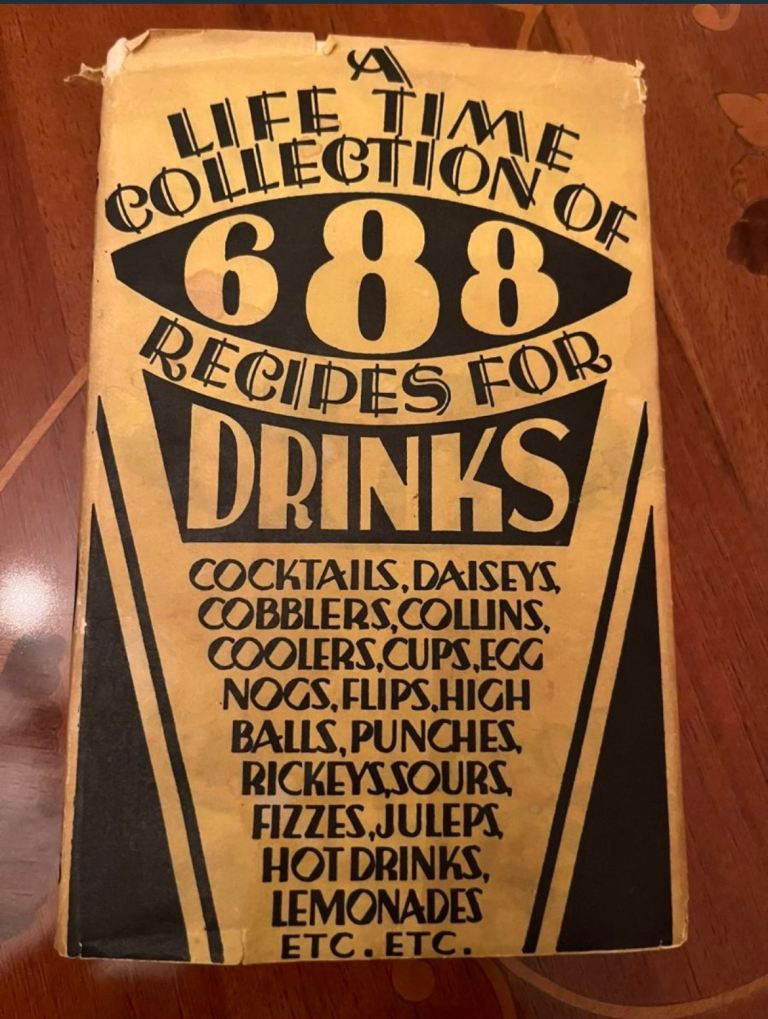 A
LIFE TIME
COLLECTION OF
688
RECIPES FOR
DRINKS
COCKTAILS, DAISEYS,
COBBLERS, COLLINS,
COOLERS, CUPS, EGG
NOGS, FLIPS, HIGH
BALLS, PUNCHES,
RICKEYS, SOURS,
FIZZES, JULEPS,
HOT DRINKS,
LEMONADES
ETC. ETC.